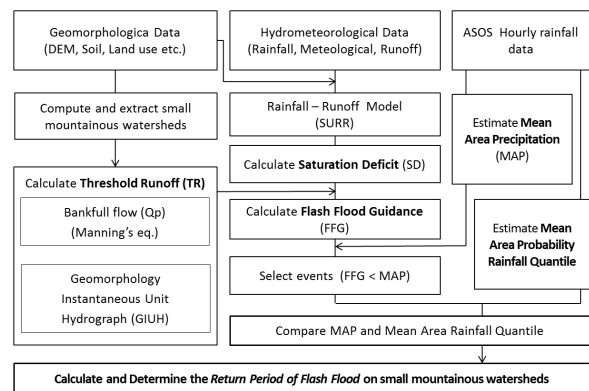 Geomorphologica Data
(DEM, Soil, Land use etc.)
Hydrometeorological Data
(Rainfall, Meteological, Runoff)
ASOS Hourly rainfall
data
Compute and extract small
mountainous watersheds
Rainfall – Runoff Model
(SURR)
Estimate Mean
Area Precipitation
(MAP)
Calculate Saturation Deficit (SD)
Calculate Threshold Runoff (TR)
Bankfull flow (Qp)
(Manning's eq.)
Geomorphology
Instantaneous Unit
Hydrograph (GIUH)
Calculate Flash Flood Guidance
(FFG)
Estimate Mean
Area Probability
Rainfall Quantile
Select events (FFG < MAP)
Compare MAP and Mean Area Rainfall Quantile
Calculate and Determine the Return Period of Flash Flood on small mountainous watersheds